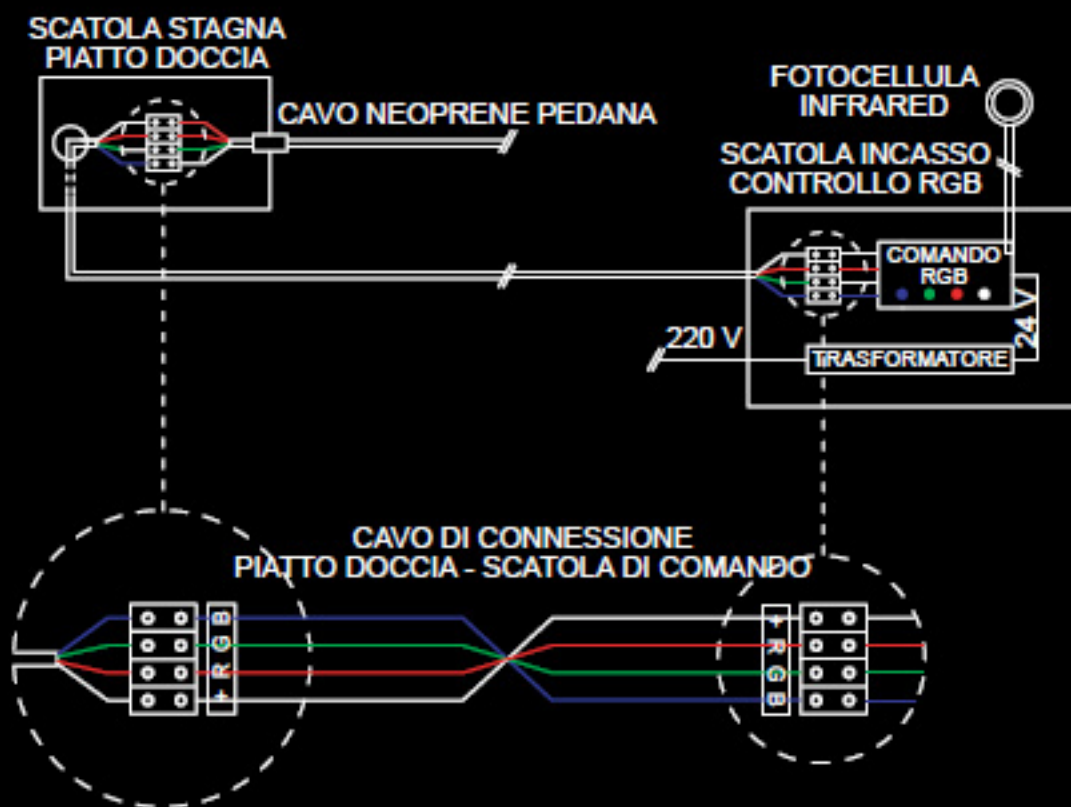 SCATOLA STAGNA
PIATTO DOCCIA
CAVO NEOPRENE PEDANA
FOTOCELLULA
INFRARED
SCATOLA INCASSO
CONTROLLO RGB
COMANDO
RGB
24 V
220 V
TRASFORMATORE
CAVO DI CONNESSIONE
PIATTO DOCCIA - SCATOLA DI COMANDO
B
G
R
+
+
R
G
B